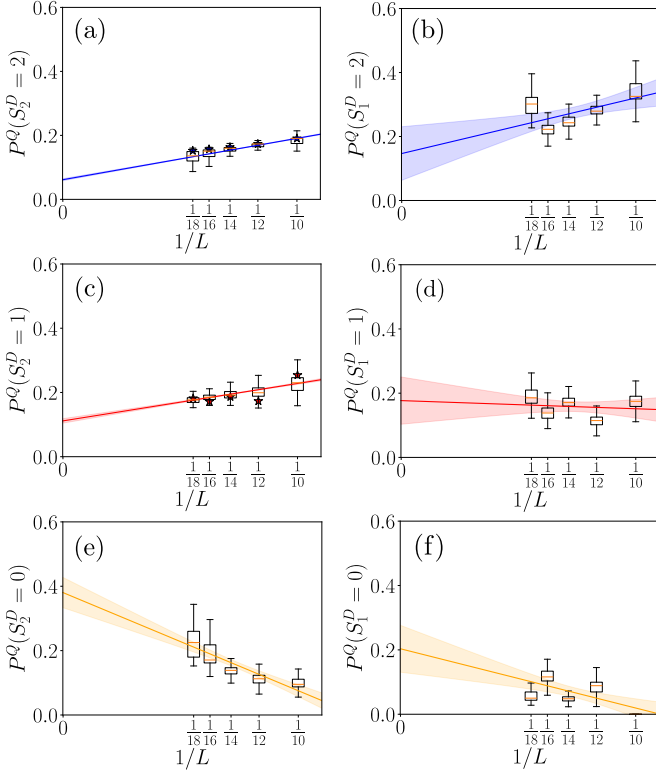 (a)
P^Q(S_2^D = 2)
0.6
0.4
0.2
0.0
0
1/18 1/16 1/14 1/12 1/10
1/L
(b)
P^Q(S_1^D = 2)
0.6
0.4
0.2
0.0
0
1/18 1/16 1/14 1/12 1/10
1/L
(c)
P^Q(S_2^D = 1)
0.6
0.4
0.2
0.0
0
1/18 1/16 1/14 1/12 1/10
1/L
(d)
P^Q(S_1^D = 1)
0.6
0.4
0.2
0.0
0
1/18 1/16 1/14 1/12 1/10
1/L
(e)
P^Q(S_2^D = 0)
0.6
0.4
0.2
0.0
0
1/18 1/16 1/14 1/12 1/10
1/L
(f)
P^Q(S_1^D = 0)
0.6
0.4
0.2
0.0
0
1/18 1/16 1/14 1/12 1/10
1/L